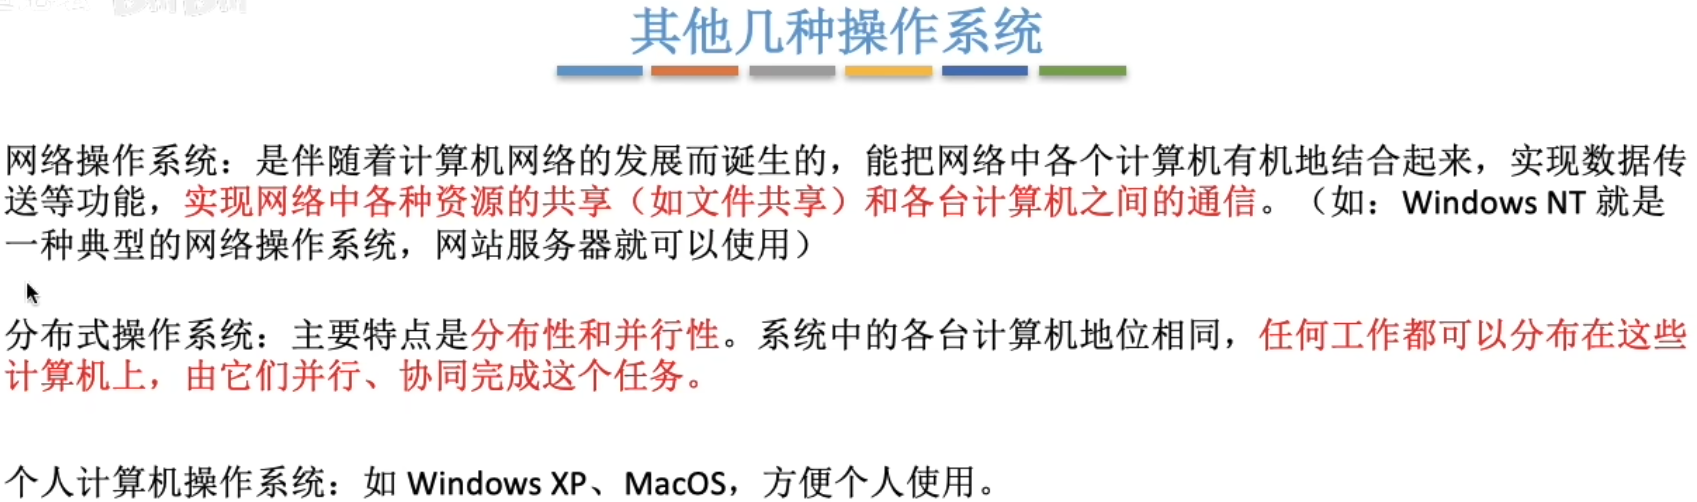 其他几种操作系统
网络操作系统：是伴随着计算机网络的发展而诞生的，能把网络中各个计算机有机地结合起来，实现数据传
送等功能，实现网络中各种资源的共享（如文件共享）和各台计算机之间的通信。（如：Windows NT 就是
一种典型的网络操作系统，网站服务器就可以使用）
分布式操作系统：主要特点是分布性和并行性。系统中的各台计算机地位相同，任何工作都可以分布在这些
计算机上，由它们并行、协同完成这个任务。
个人计算机操作系统：如 Windows XP、MacOS，方便个人使用。